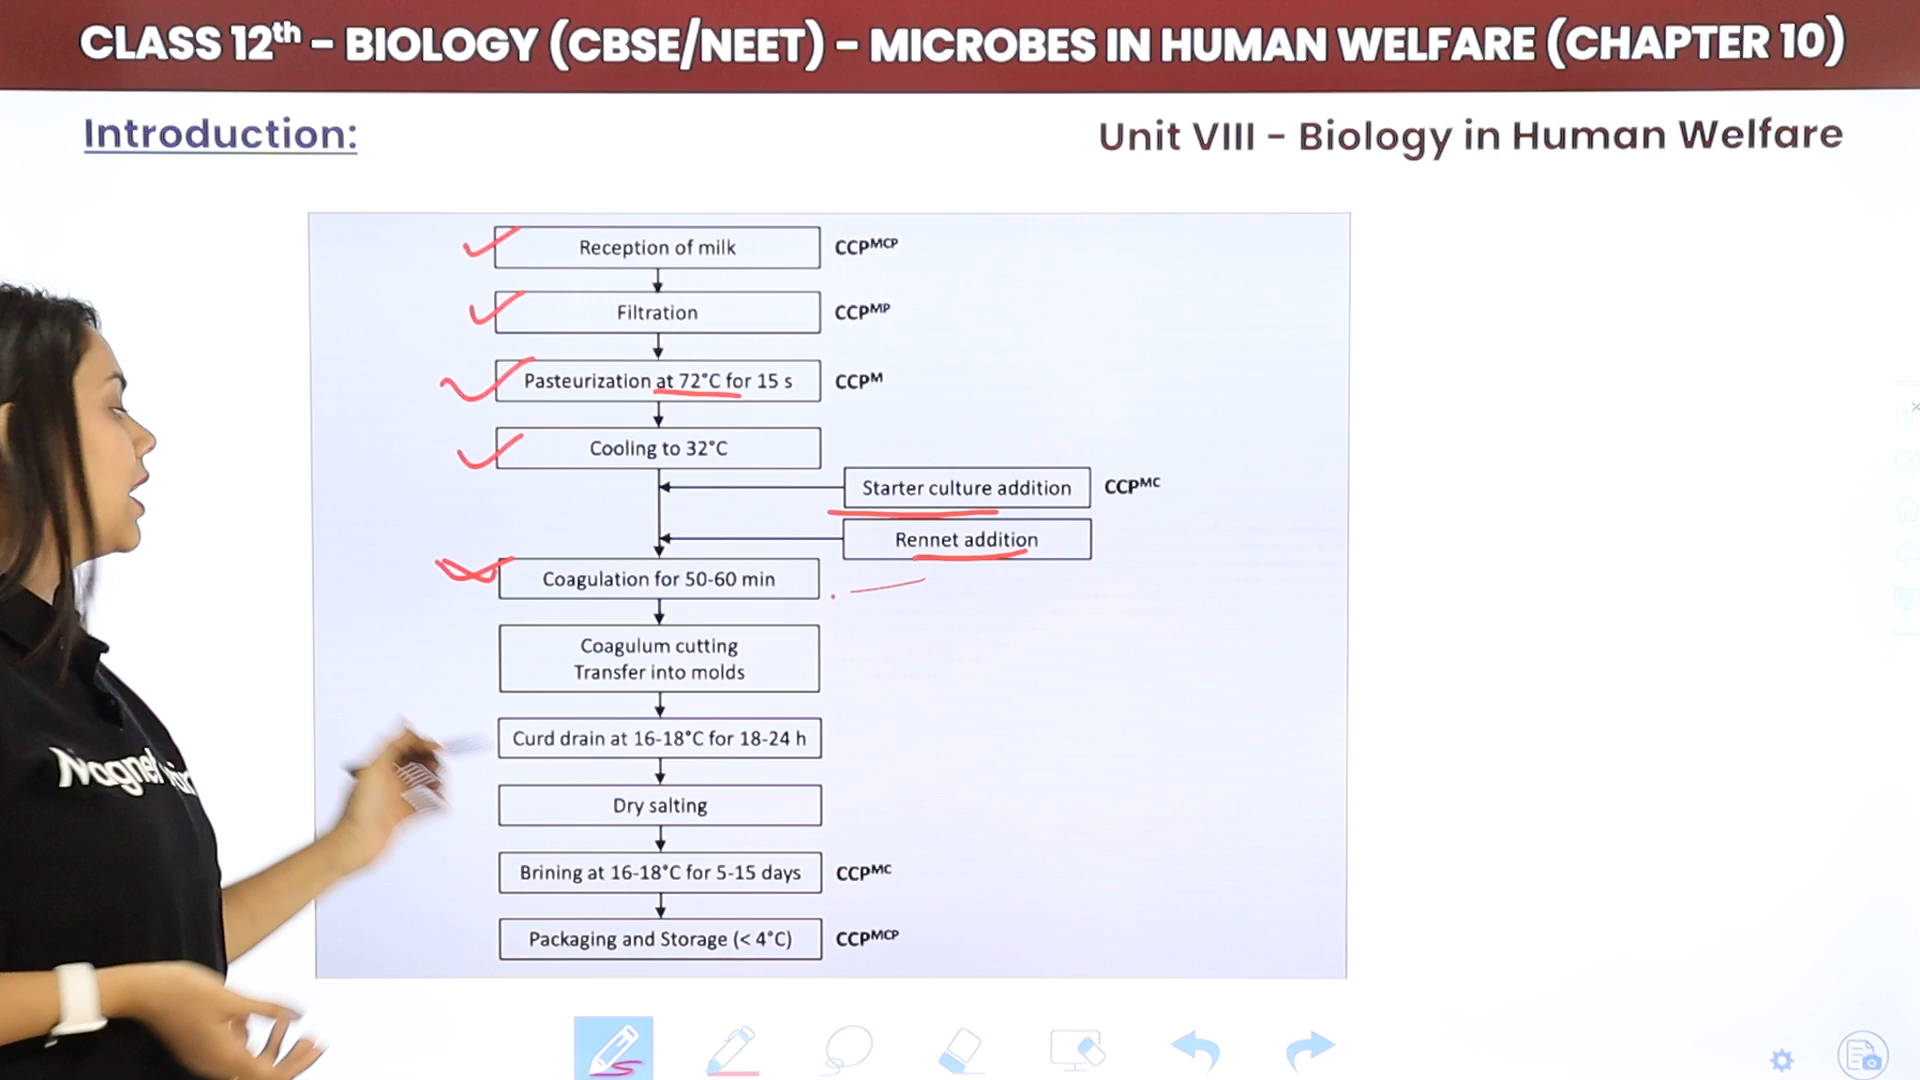 CLASS 12th - BIOLOGY (CBSE/NEET) - MICROBES IN HUMAN WELFARE (CHAPTER 10)
Introduction:
Unit VIII - Biology in Human Welfare
Reception of milk CCPMCP
Filtration CCPMP
Pasteurization at 72°C for 15 s CCPM
Cooling to 32°C
Starter culture addition CCPMC
Rennet addition
Coagulation for 50-60 min
Coagulum cutting
Transfer into molds
Curd drain at 16-18°C for 18-24 h
Dry salting
Brining at 16-18°C for 5-15 days CCPMC
Packaging and Storage (< 4°C) CCPMCP